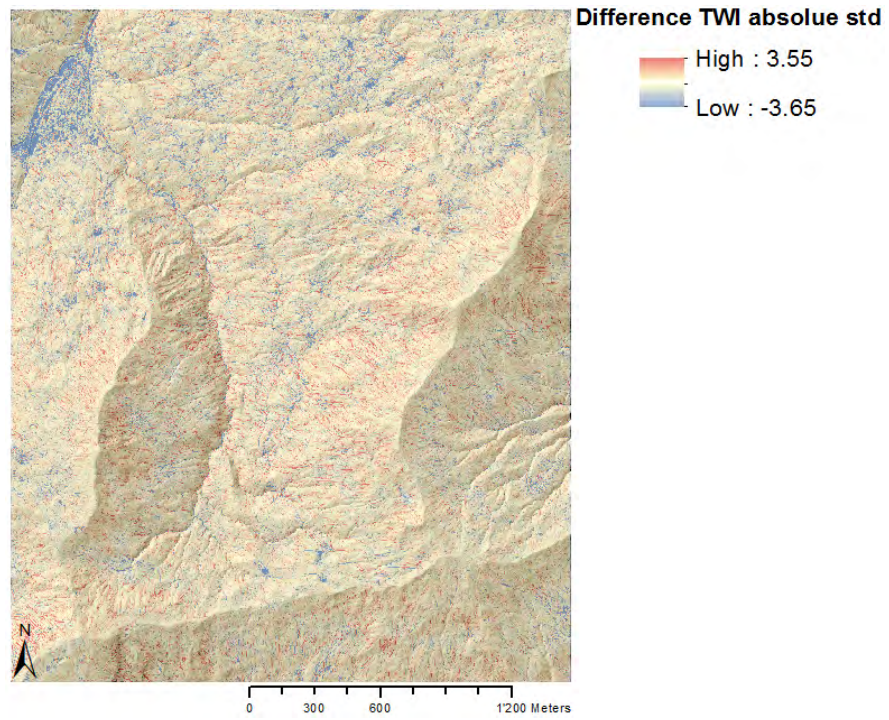 Difference TWI absolue std
High : 3.55
Low : -3.65
N
0 300 600 1'200 Meters